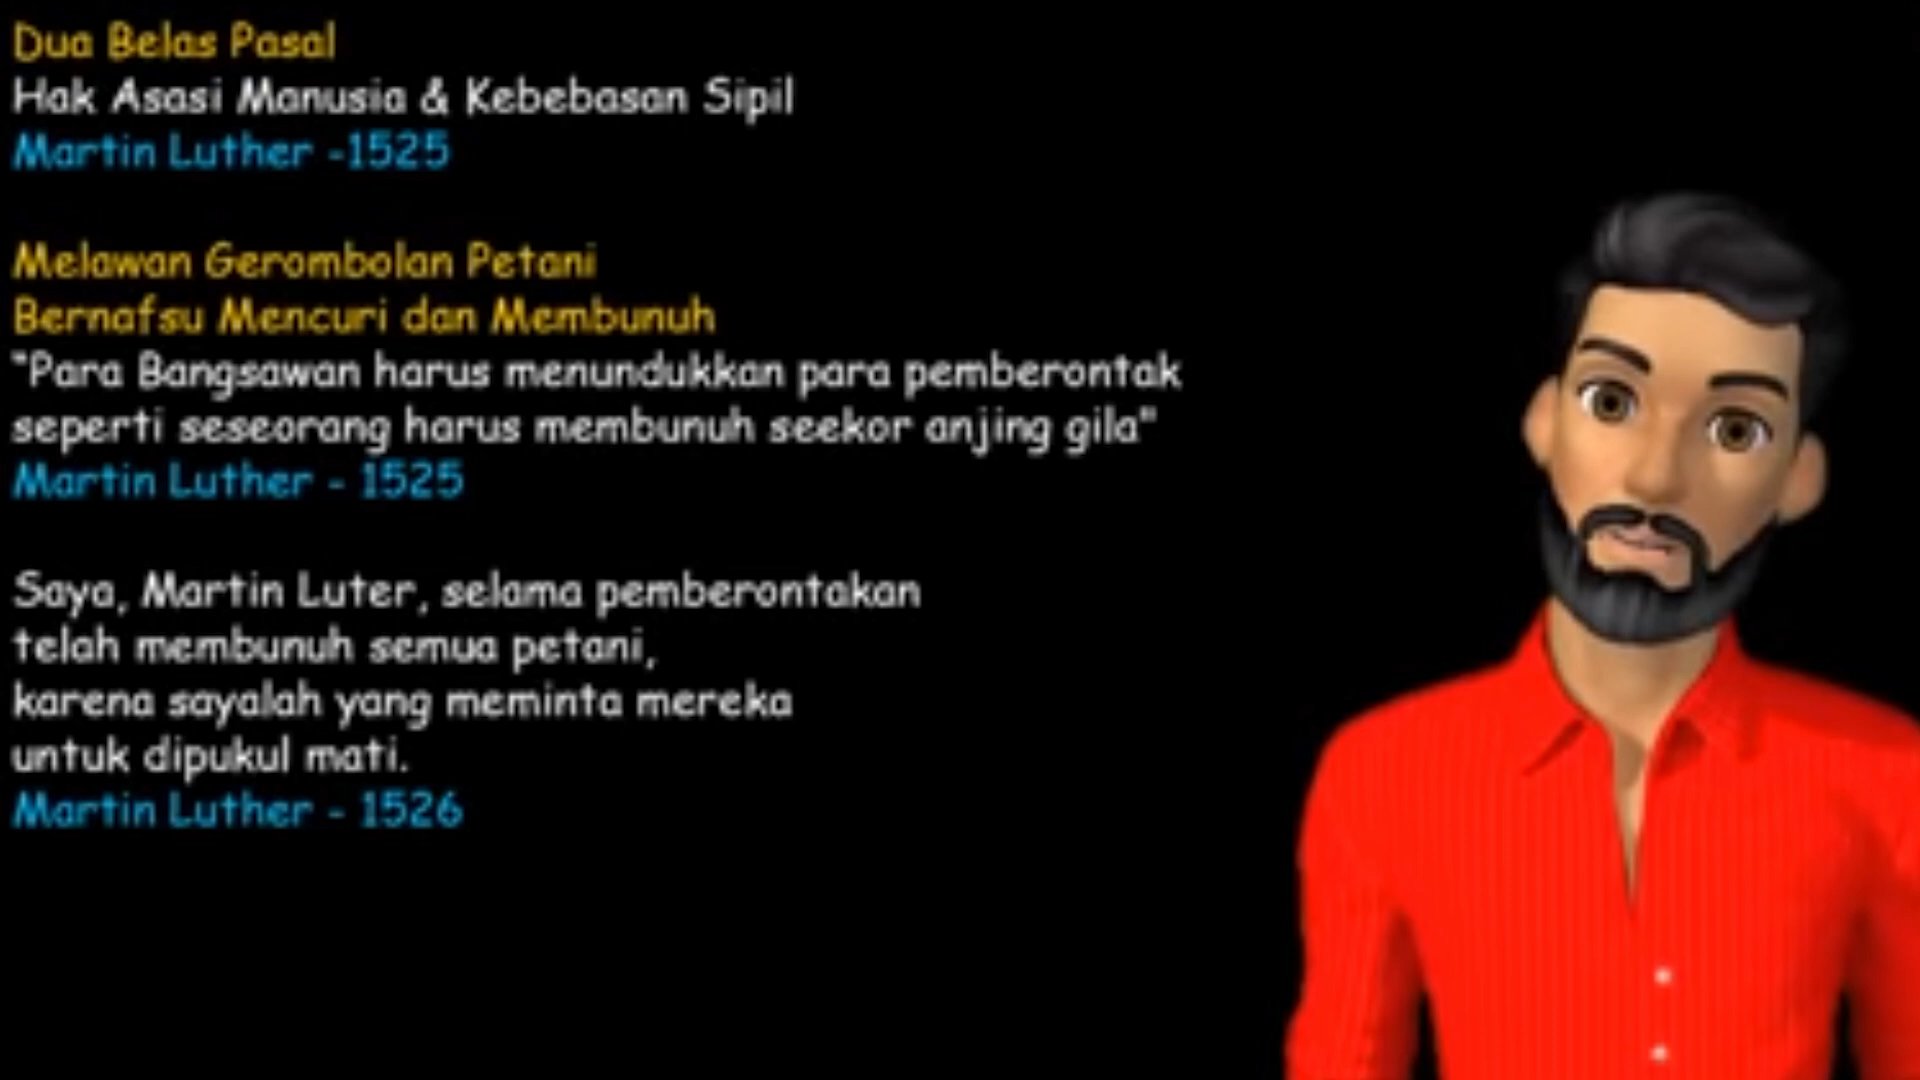 Dua Belas Pasal
Hak Asasi Manusia & Kebebasan Sipil
Martin Luther -1525
Melawan Gerombolan Petani
Bernafsu Mencuri dan Membunuh
"Para Bangsawan harus menundukkan para pemberontak
seperti seseorang harus membunuh seekor anjing gila"
Martin Luther - 1525
Saya, Martin Luter, selama pemberontakan
telah membunuh semua petani,
karena sayalah yang meminta mereka
untuk dipukul mati.
Martin Luther - 1526